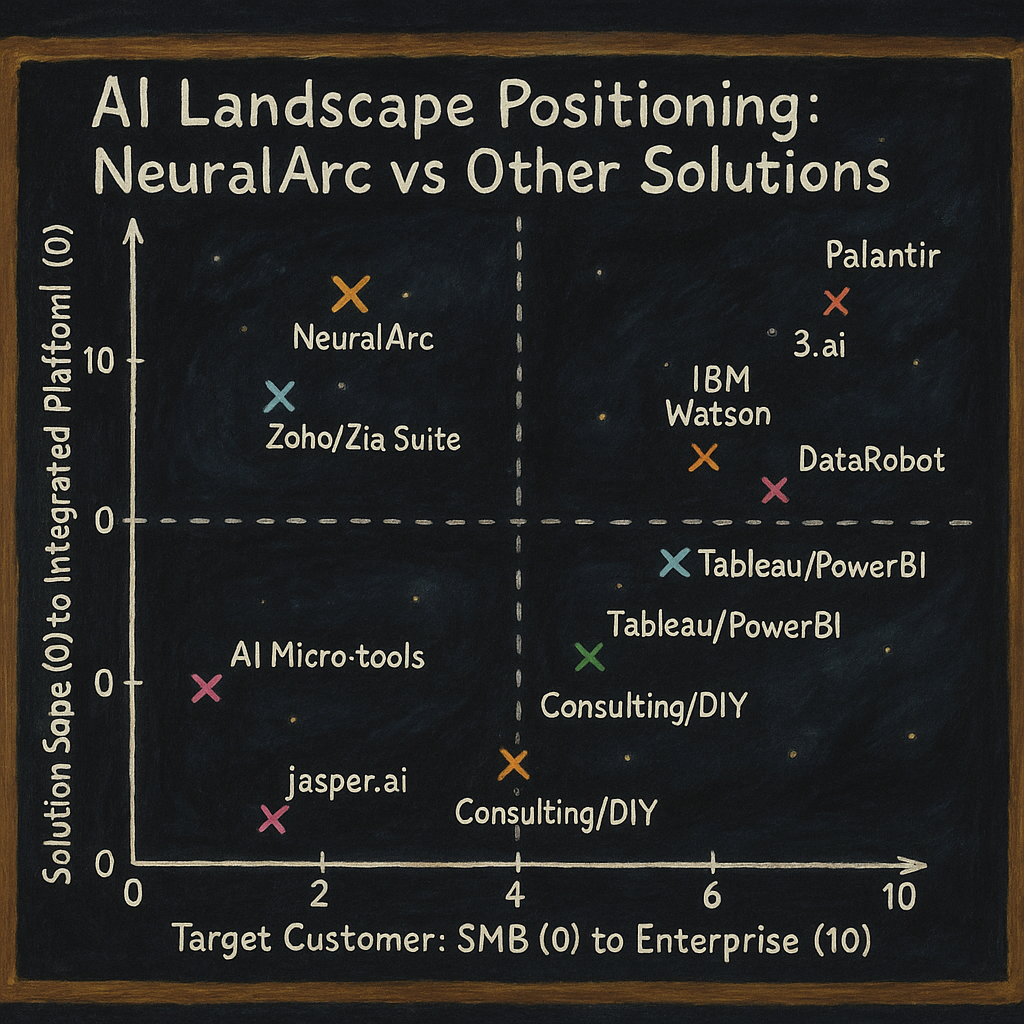 AI Landscape Positioning:
NeuralArc vs Other Solutions
Solution Sape (0) to Integrated Plaftoml (0)
10
0
0
0
Palantir
NeuralArc
3.ai
IBM
Watson
Zoho/Zia Suite
DataRobot
Tableau/PowerBI
Tableau/PowerBI
AI Micro·tools
Consulting/DIY
jasper.ai
Consulting/DIY
0 2 4 6 10
Target Customer: SMB (0) to Enterprise (10)